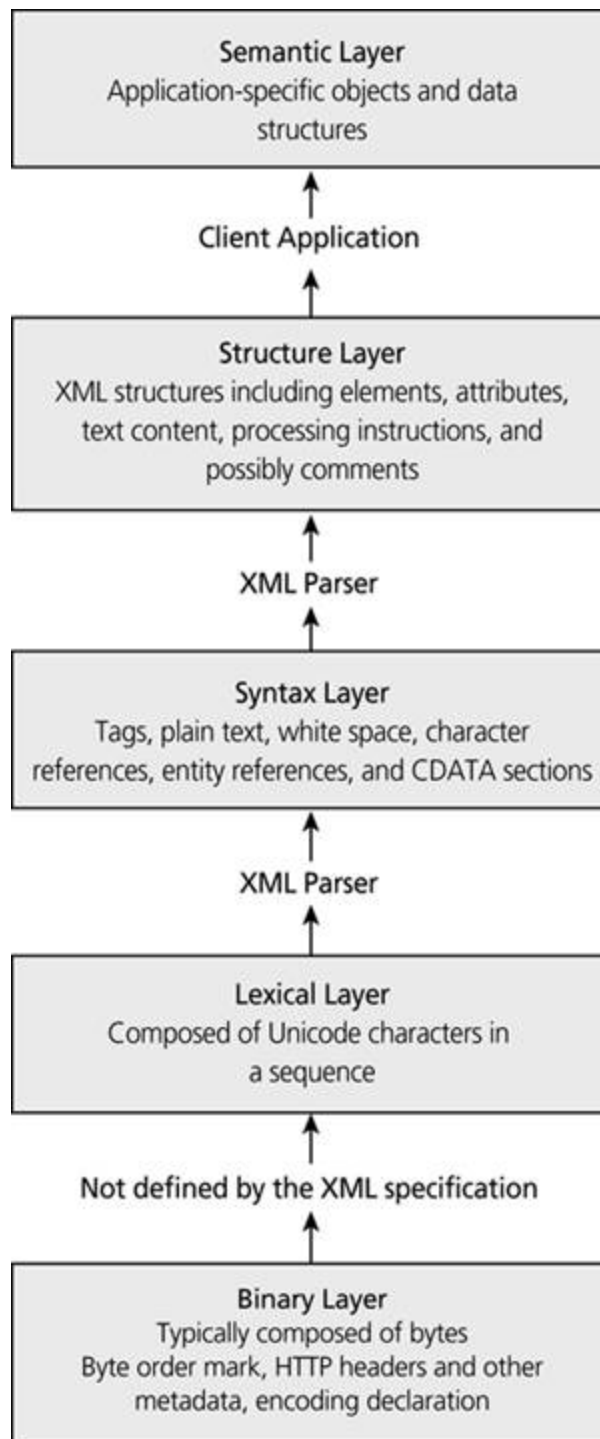 Semantic Layer
Application-specific objects and data
structures
Client Application
Structure Layer
XML structures including elements, attributes,
text content, processing instructions, and
possibly comments
XML Parser
Syntax Layer
Tags, plain text, white space, character
references, entity references, and CDATA sections
XML Parser
Lexical Layer
Composed of Unicode characters in
a sequence
Not defined by the XML specification
Binary Layer
Typically composed of bytes
Byte order mark, HTTP headers and other
metadata, encoding declaration